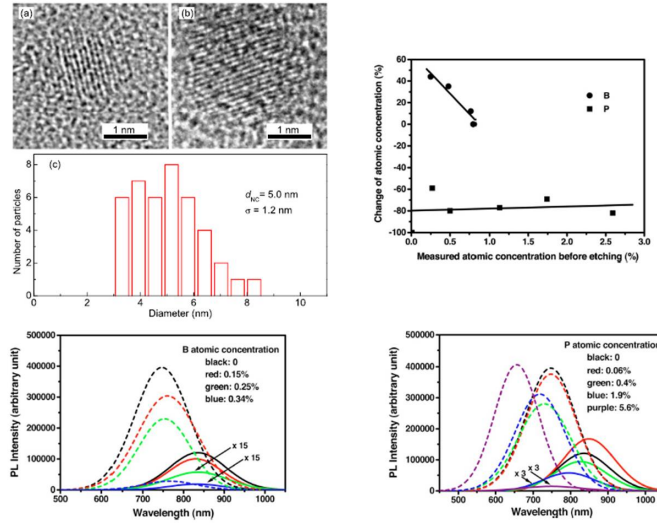 (a)
1 nm
(b)
1 nm
(c)
d_NC = 5.0 nm
σ = 1.2 nm
Number of particles
8
6
4
2
0
0 2 4 6 8 10
Diameter (nm)
Change of atomic concentration (%)
60
40
20
0
-20
-40
-60
-80
-100
B
P
0.0 0.5 1.0 1.5 2.0 2.5 3.0
Measured atomic concentration before etching (%)
PL Intensity (arbitrary unit)
500000
400000
300000
200000
100000
0
B atomic concentration
black: 0
red: 0.15%
green: 0.25%
blue: 0.34%
x 15
x 15
500 600 700 800 900 1000
Wavelength (nm)
PL Intensity (arbitrary unit)
500000
400000
300000
200000
100000
0
P atomic concentration
black: 0
red: 0.06%
green: 0.4%
blue: 1.9%
purple: 5.6%
x 3
x 3
500 600 700 800 900 1000
Wavelength (nm)